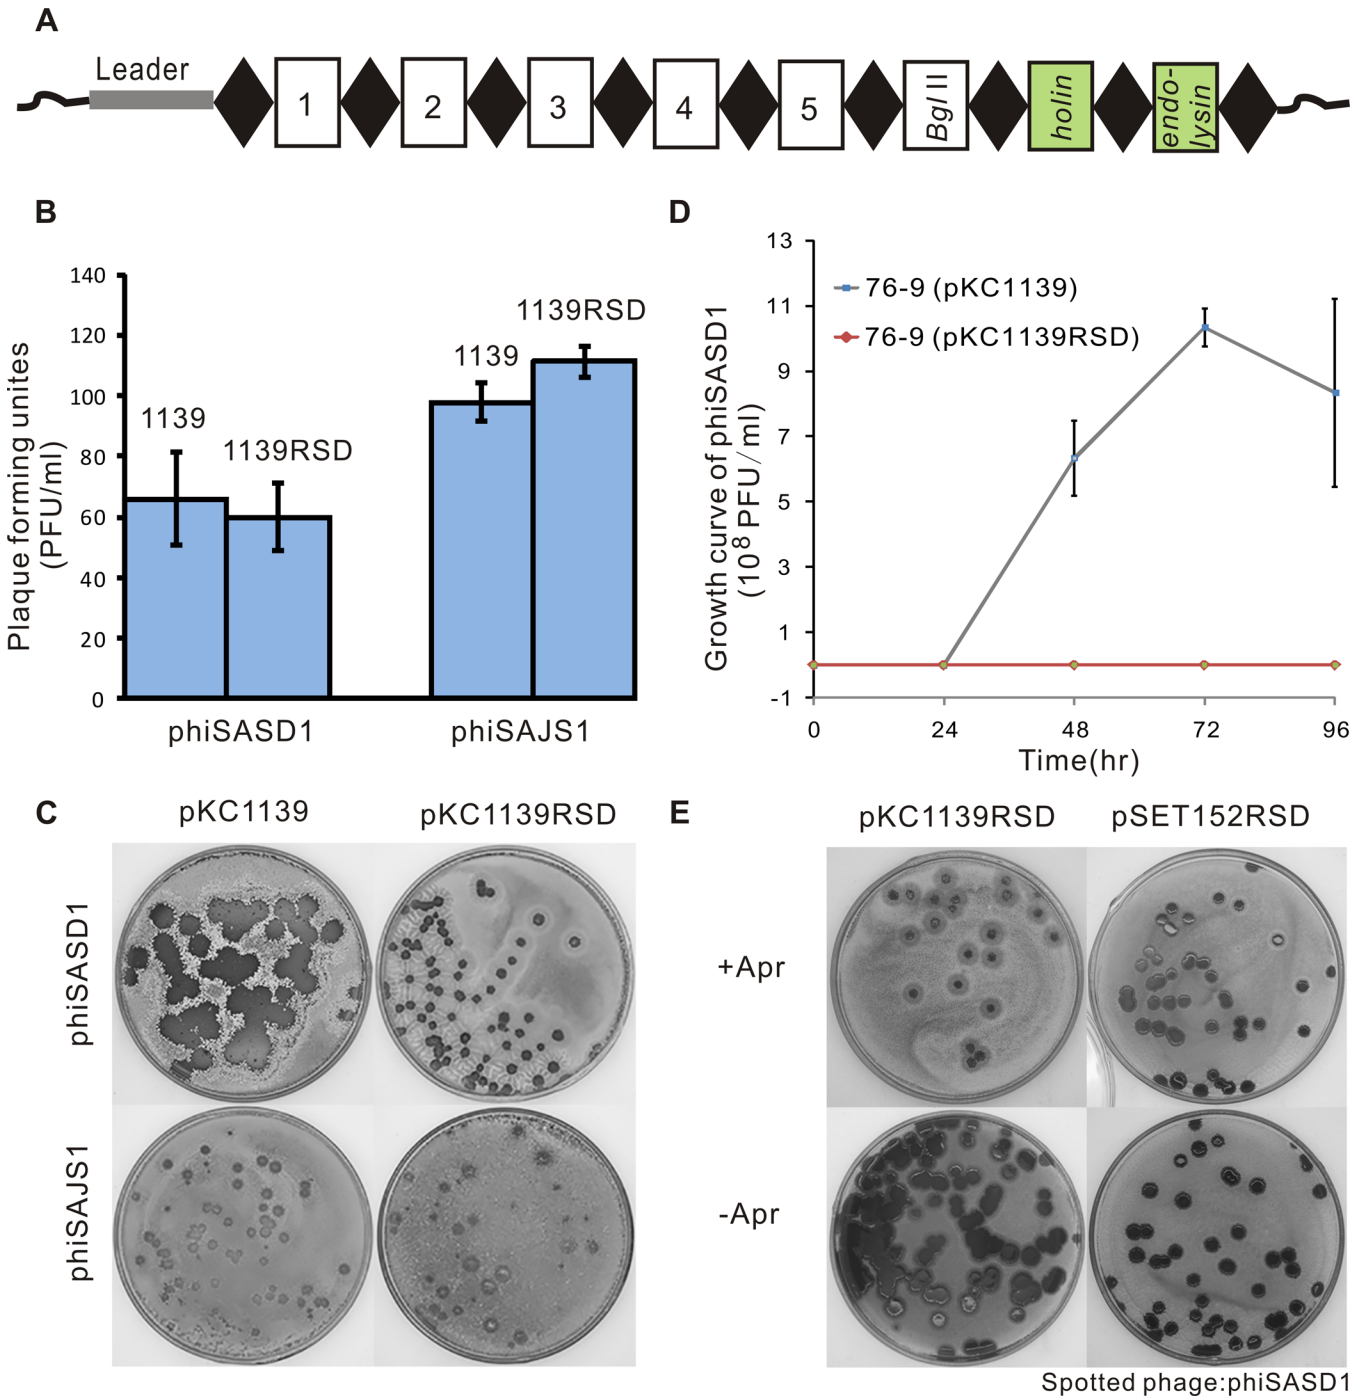 A
Leader
1
2
3
4
5
Bgl II
holin
endo-
lysin
B
Plaque forming unites
(PFU/ml)
140
120
100
80
60
40
20
0
1139
1139RSD
1139
1139RSD
phiSASD1
phiSAJS1
D
Growth curve of phiSASD1
(10⁸ PFU/ml)
13
11
9
7
5
3
1
-1
76-9 (pKC1139)
76-9 (pKC1139RSD)
0
24
48
72
96
Time(hr)
C
pKC1139
pKC1139RSD
phiSASD1
phiSAJS1
E
pKC1139RSD
pSET152RSD
+Apr
-Apr
Spotted phage:phiSASD1